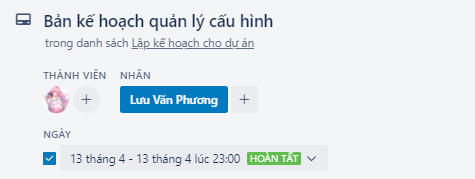 Bản kế hoạch quản lý cấu hình
trong danh sách Lập kế hoạch cho dự án
THÀNH VIÊN NHÃN
Lưu Văn Phương
NGÀY
13 tháng 4 - 13 tháng 4 lúc 23:00 HOÀN TẤT